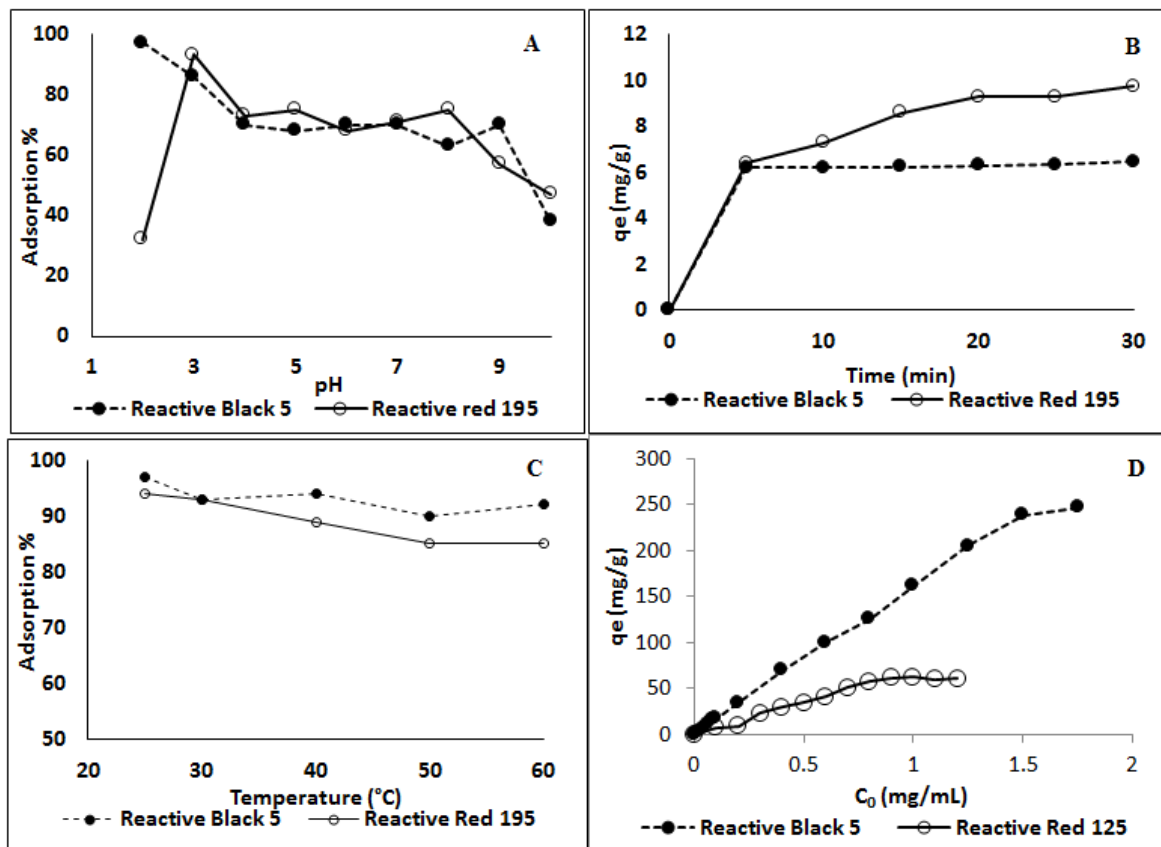 A
Adsorption %
100
80
60
40
20
0
1 3 5 7 9
pH
Reactive Black 5 Reactive red 195
B
qe (mg/g)
12
10
8
6
4
2
0
0 10 20 30
Time (min)
Reactive Black 5 Reactive Red 195
C
Adsorption %
100
90
80
70
60
50
20 30 40 50 60
Temperature (°C)
Reactive Black 5 Reactive Red 195
D
qe (mg/g)
300
250
200
150
100
50
0
0 0.5 1 1.5 2
C₀ (mg/mL)
Reactive Black 5 Reactive Red 125